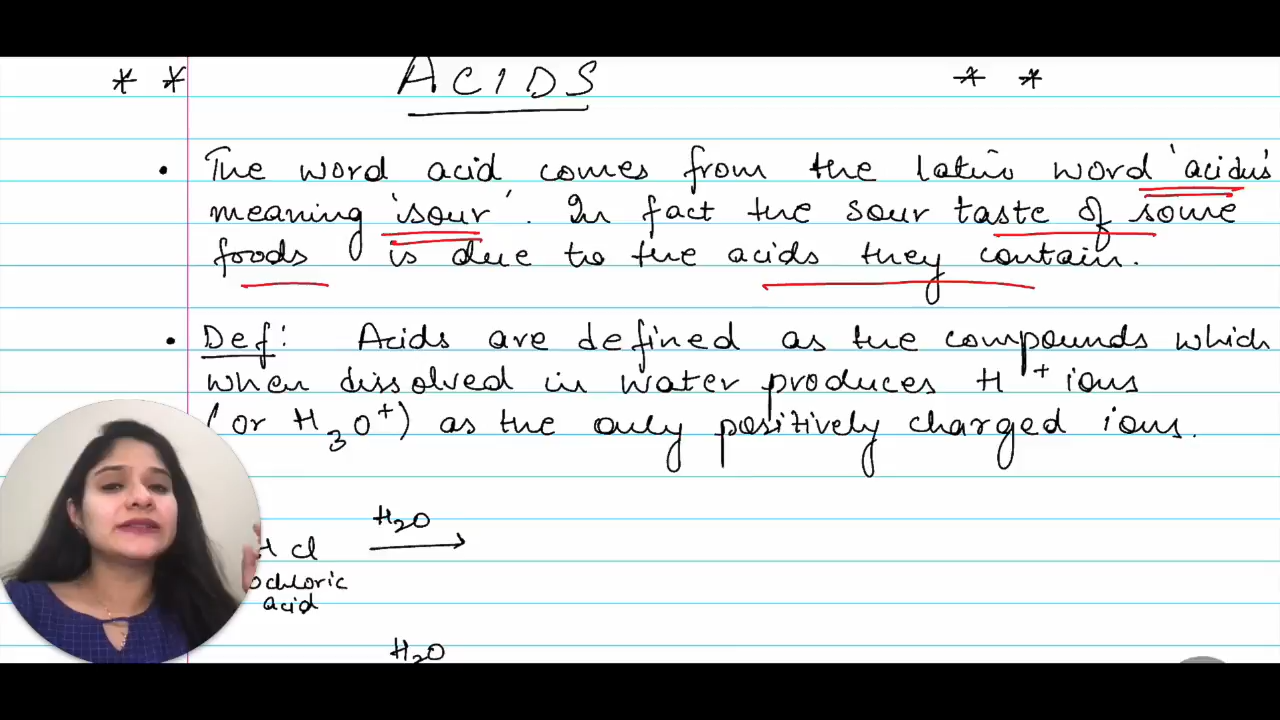 * * ACIDS * *
• The word acid comes from the latin word 'acidus'
meaning 'sour'. In fact the sour taste of some
foods is due to the acids they contain.
• Def: Acids are defined as the compounds which
when dissolved in water produces H+ ions
(or H3O+) as the only positively charged ions.
H2O
HCl →
ochloric
acid
H2O